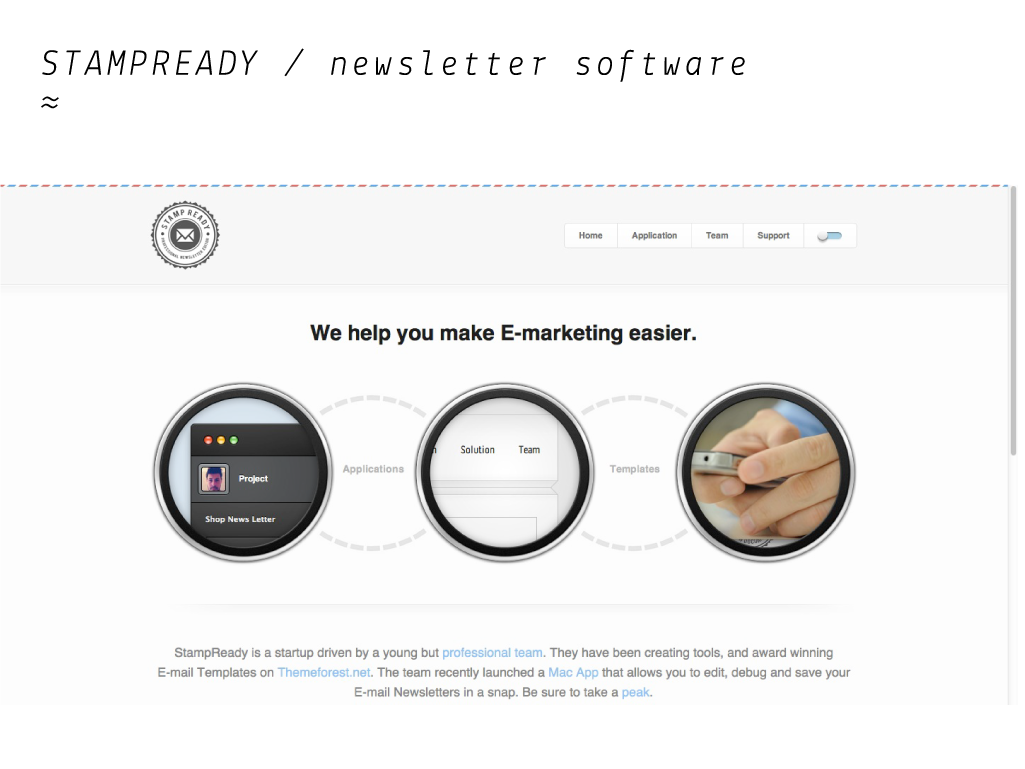 STAMPREADY / newsletter software
≈
STAMP READY
PROFESSIONAL NEWSLETTER EDITOR
Home Application Team Support
We help you make E-marketing easier.
Project
Shop News Letter
Applications
Solution Team
Templates
StampReady is a startup driven by a young but professional team. They have been creating tools, and award winning
E-mail Templates on Themeforest.net. The team recently launched a Mac App that allows you to edit, debug and save your
E-mail Newsletters in a snap. Be sure to take a peak.